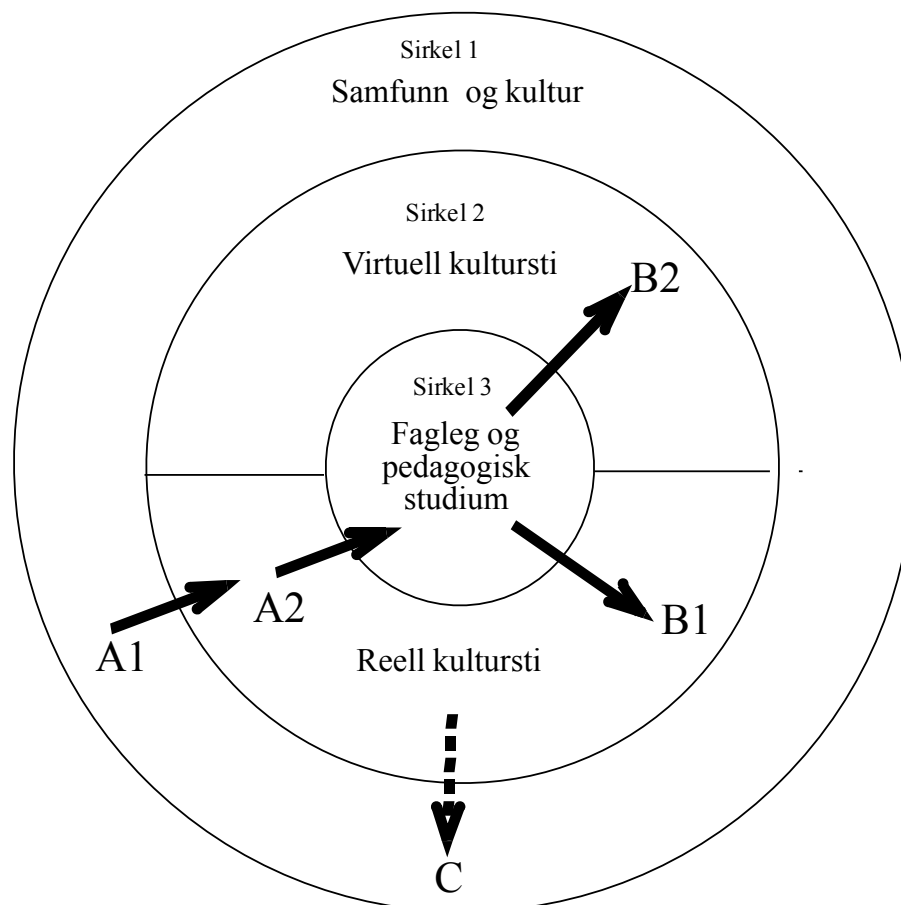 Sirkel 1
Samfunn og kultur
Sirkel 2
Virtuell kultursti
B2
Sirkel 3
Fagleg og
pedagogisk
studium
A2
B1
A1
Reell kultursti
C